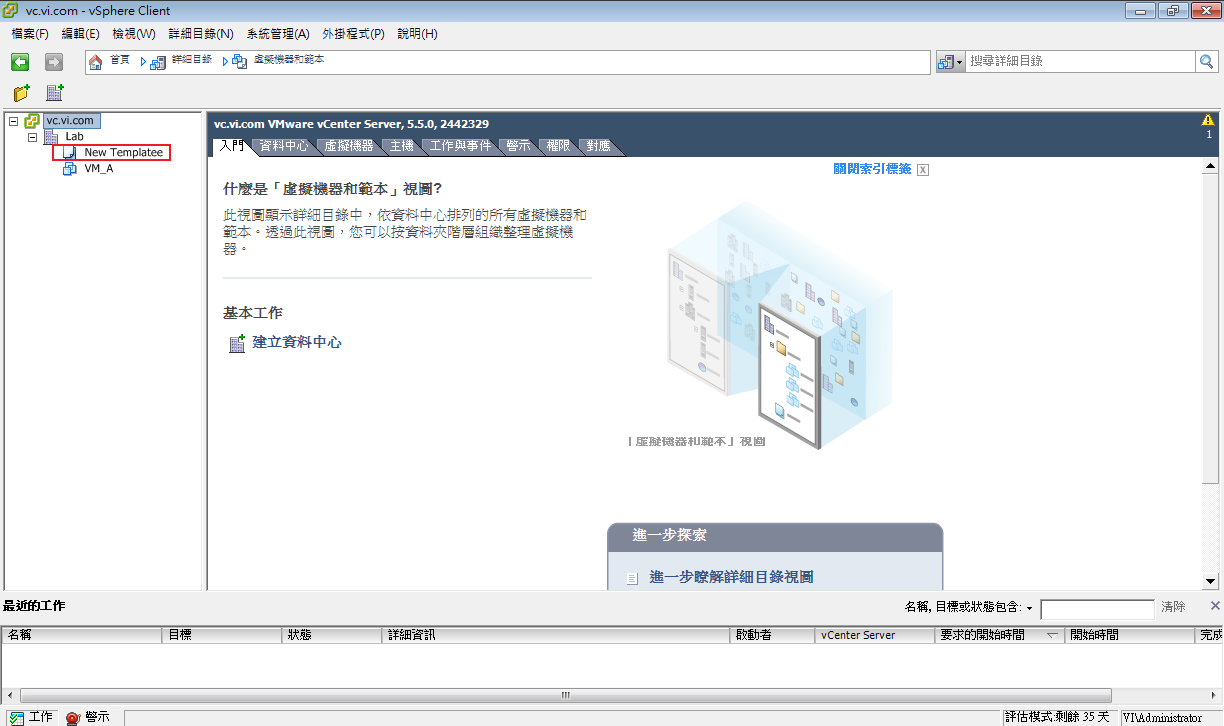 vc.vi.com - vSphere Client
檔案(F) 編輯(E) 檢視(W) 詳細目錄(N) 系統管理(A) 外掛程式(P) 說明(H)
首頁 詳細目錄 虛擬機器和範本 搜尋詳細目錄
vc.vi.com
Lab
New Templatee
VM_A
vc.vi.com VMware vCenter Server, 5.5.0, 2442329
1
入門 資料中心 虛擬機器 主機 工作與事件 警示 權限 對應
關閉索引標籤 X
什麼是「虛擬機器和範本」視圖?
此視圖顯示詳細目錄中，依資料中心排列的所有虛擬機器和
範本。透過此視圖，您可以按資料夾階層組織整理虛擬機
器。
基本工作
建立資料中心
「虛擬機器和範本」視圖
進一步探索
進一步瞭解詳細目錄視圖
最近的工作
名稱, 目標或狀態包含: 清除
名稱 目標 狀態 詳細資訊 啟動者 vCenter Server 要求的開始時間 開始時間 完成
工作 警示
評估模式:剩餘 35 天 VI\Administrator